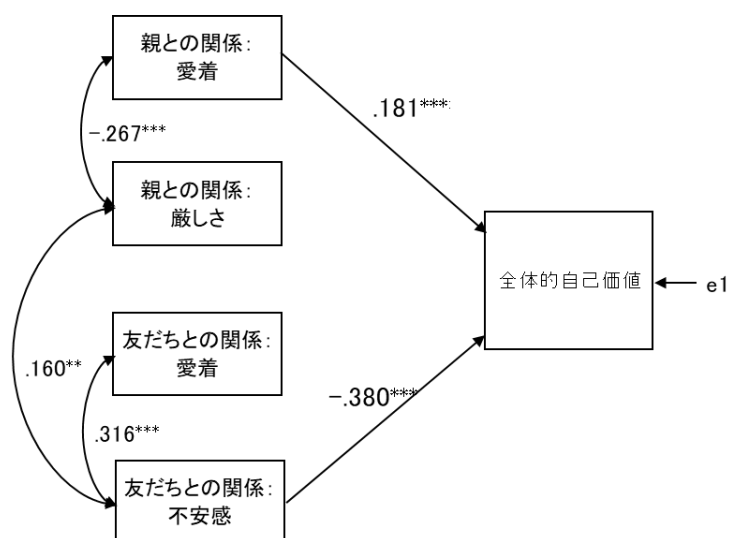 親との関係:
愛着
.181***
-.267***
親との関係:
厳しさ
全体的自己価値
e1
友だちとの関係:
愛着
.160**
-.380***
.316***
友だちとの関係:
不安感